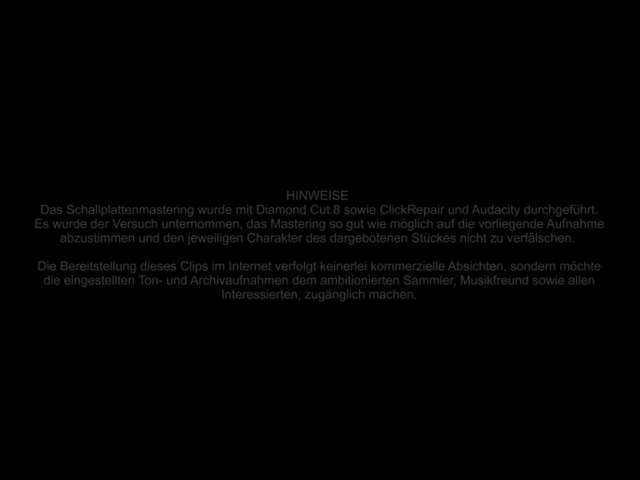 HINWEISE
Das Schallplattenmastering wurde mit Diamond Cut 8 sowie ClickRepair und Audacity durchgeführt.
Es wurde der Versuch unternommen, das Mastering so gut wie möglich auf die vorliegende Aufnahme
abzustimmen und den jeweiligen Charakter des dargebotenen Stückes nicht zu verfälschen.
Die Bereitstellung dieses Clips im Internet verfolgt keinerlei kommerzielle Absichten, sondern möchte
die eingestellten Ton- und Archivaufnahmen dem ambitionierten Sammler, Musikfreund sowie allen
Interessierten, zugänglich machen.